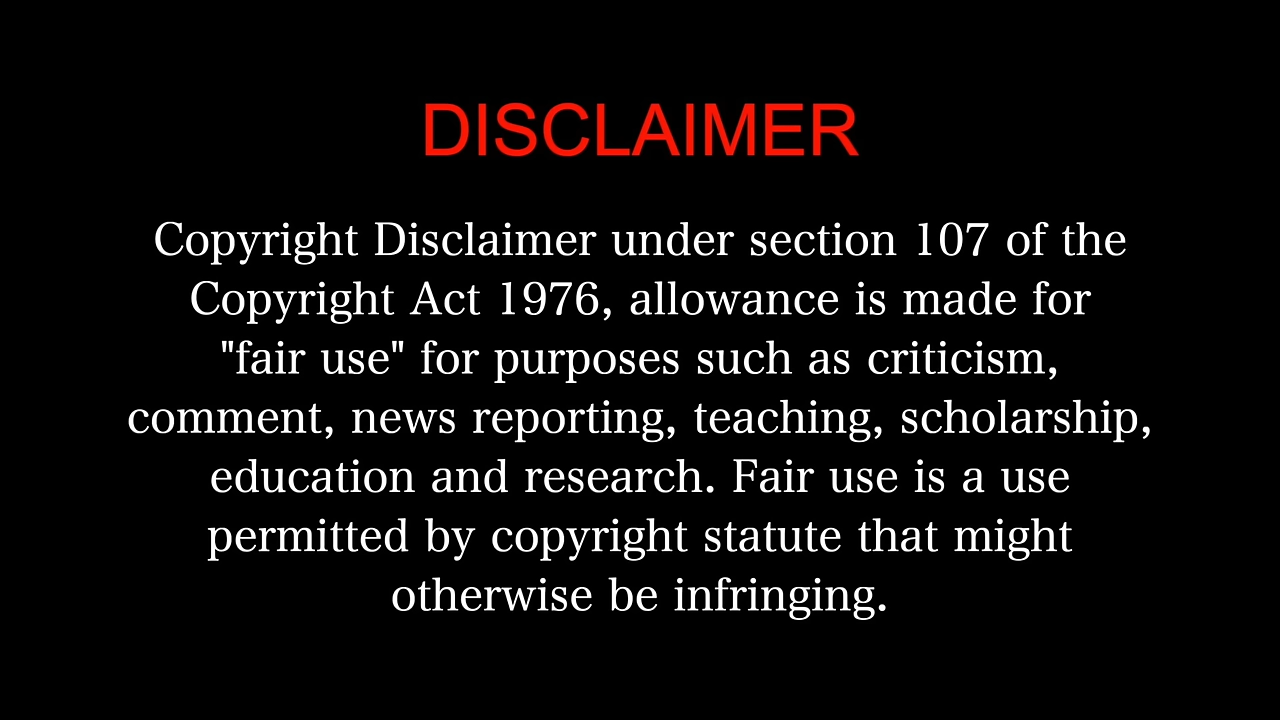 DISCLAIMER
Copyright Disclaimer under section 107 of the
Copyright Act 1976, allowance is made for
"fair use" for purposes such as criticism,
comment, news reporting, teaching, scholarship,
education and research. Fair use is a use
permitted by copyright statute that might
otherwise be infringing.